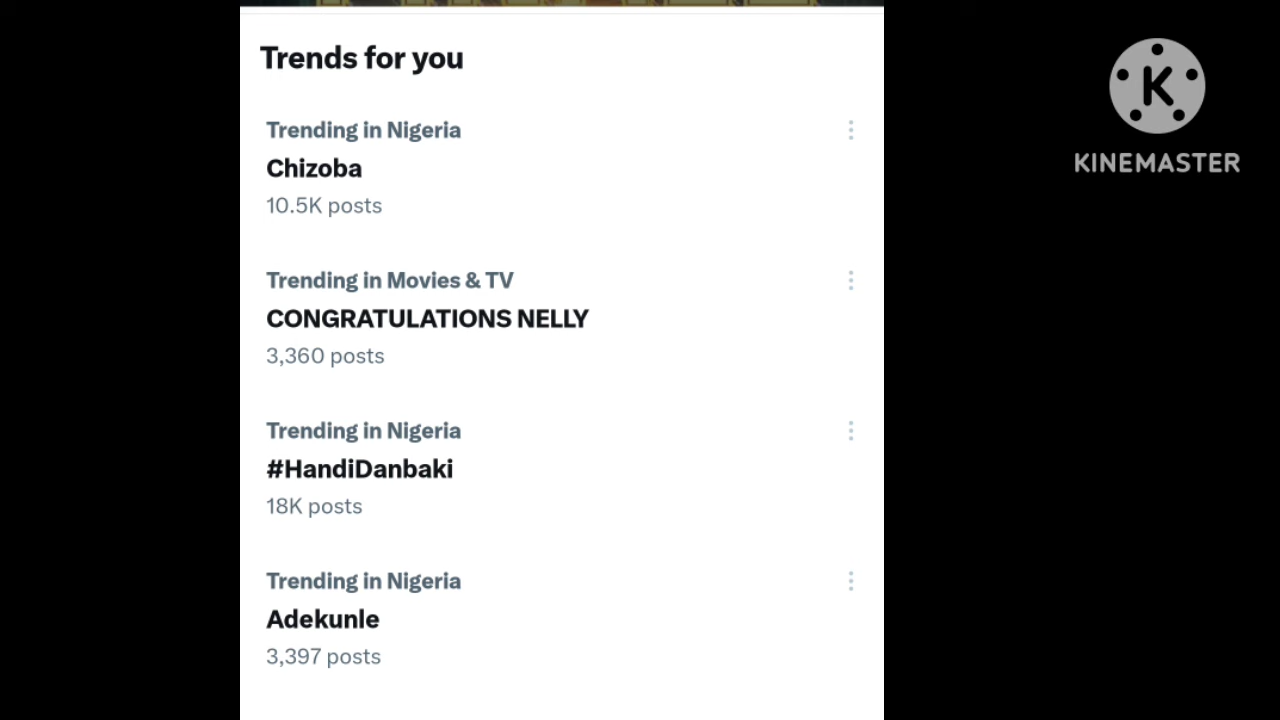 Trends for you
Trending in Nigeria
Chizoba
10.5K posts
Trending in Movies & TV
CONGRATULATIONS NELLY
3,360 posts
Trending in Nigeria
#HandiDanbaki
18K posts
Trending in Nigeria
Adekunle
3,397 posts
K
KINEMASTER